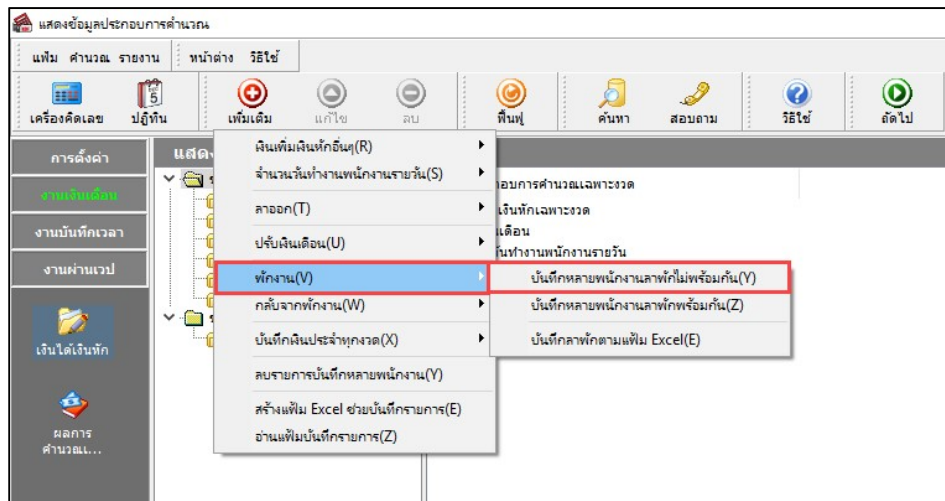 แสดงข้อมูลประกอบการคำนวณ
แฟ้ม คำนวณ รายงาน หน้าต่าง วิธีใช้
เครื่องคิดเลข ปฏิทิน เพิ่มเติม แก้ไข ลบ ฟื้นฟู ค้นหา สอบถาม วิธีใช้ ถัดไป
การตั้งค่า
งานเงินเดือน
งานบันทึกเวลา
งานผ่านเวป
เงินได้เงินหัก
ผลการ
คำนวณเ...
แสดง
เงินเพิ่มเงินหักอื่นๆ(R)
จำนวนวันทำงานพนักงานรายวัน(S)
ลาออก(T)
ปรับเงินเดือน(U)
พักงาน(V)
กลับจากพักงาน(W)
บันทึกเงินประจำทุกงวด(X)
ลบรายการบันทึกหลายพนักงาน(Y)
สร้างแฟ้ม Excel ช่วยบันทึกรายการ(E)
อ่านแฟ้มบันทึกรายการ(Z)
อบการคำนวณเฉพาะงวด
เงินหักเฉพาะงวด
เดือน
ันทำงานพนักงานรายวัน
บันทึกหลายพนักงานลาพักไม่พร้อมกัน(Y)
บันทึกหลายพนักงานลาพักพร้อมกัน(Z)
บันทึกลาพักตามแฟ้ม Excel(E)